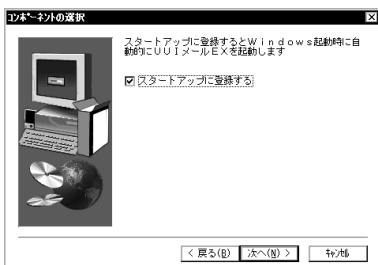 コンポーネントの選択
スタートアップに登録するとWindows起動時に自
動的にUUIメールEXを起動します
スタートアップに登録する
< 戻る(B)
次へ(N) >
キャンセル